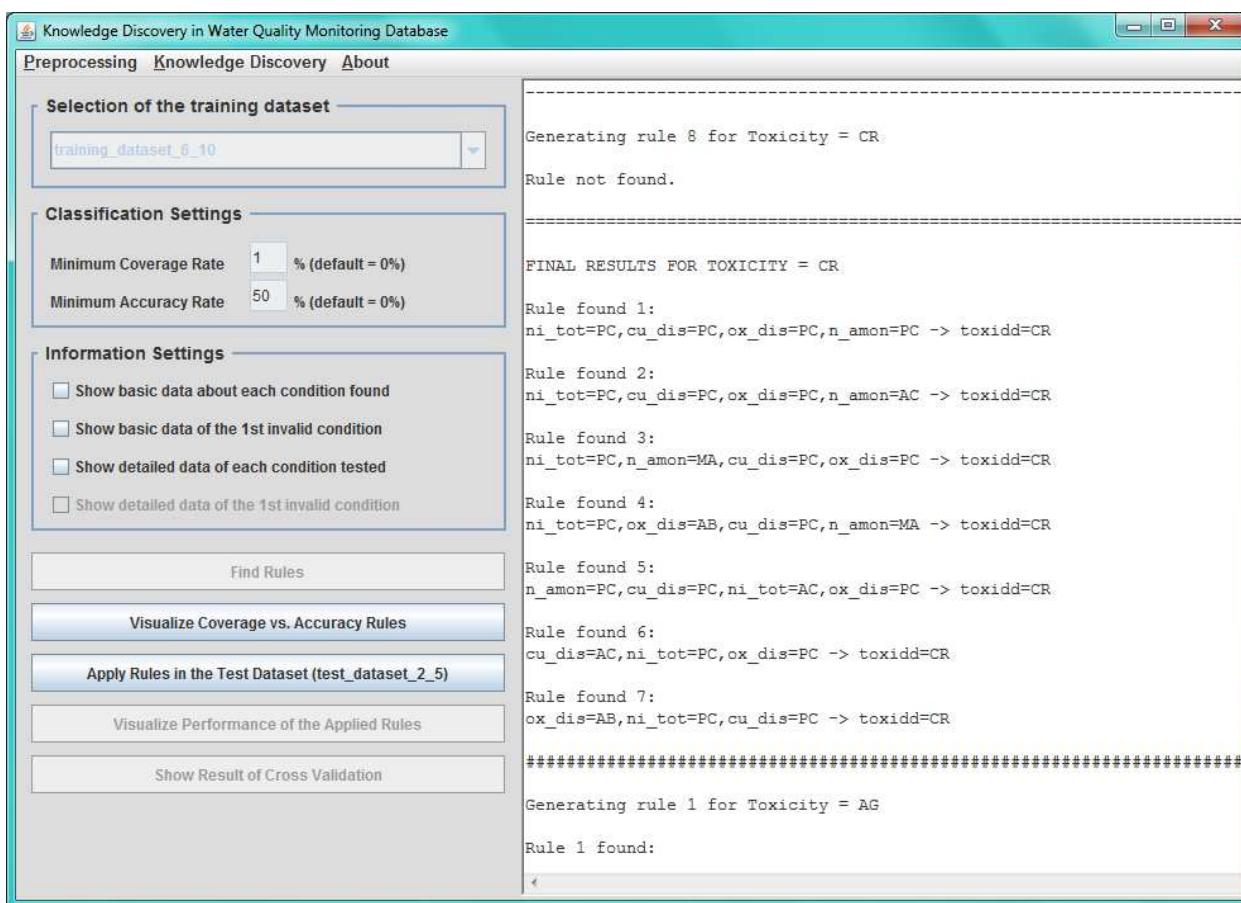 Knowledge Discovery in Water Quality Monitoring Database
Preprocessing Knowledge Discovery About
Selection of the training dataset
training_dataset_6_10
Classification Settings
Minimum Coverage Rate 1 % (default = 0%)
Minimum Accuracy Rate 50 % (default = 0%)
Information Settings
Show basic data about each condition found
Show basic data of the 1st invalid condition
Show detailed data of each condition tested
Show detailed data of the 1st invalid condition
Find Rules
Visualize Coverage vs. Accuracy Rules
Apply Rules in the Test Dataset (test_dataset_2_5)
Visualize Performance of the Applied Rules
Show Result of Cross Validation
Generating rule 8 for Toxicity = CR
Rule not found.
FINAL RESULTS FOR TOXICITY = CR
Rule found 1:
ni_tot=PC,cu_dis=PC,ox_dis=PC,n_amon=PC -> toxidd=CR
Rule found 2:
ni_tot=PC,cu_dis=PC,ox_dis=PC,n_amon=AC -> toxidd=CR
Rule found 3:
ni_tot=PC,n_amon=MA,cu_dis=PC,ox_dis=PC -> toxidd=CR
Rule found 4:
ni_tot=PC,ox_dis=AB,cu_dis=PC,n_amon=MA -> toxidd=CR
Rule found 5:
n_amon=PC,cu_dis=PC,ni_tot=AC,ox_dis=PC -> toxidd=CR
Rule found 6:
cu_dis=AC,ni_tot=PC,ox_dis=PC -> toxidd=CR
Rule found 7:
ox_dis=AB,ni_tot=PC,cu_dis=PC -> toxidd=CR
Generating rule 1 for Toxicity = AG
Rule 1 found: